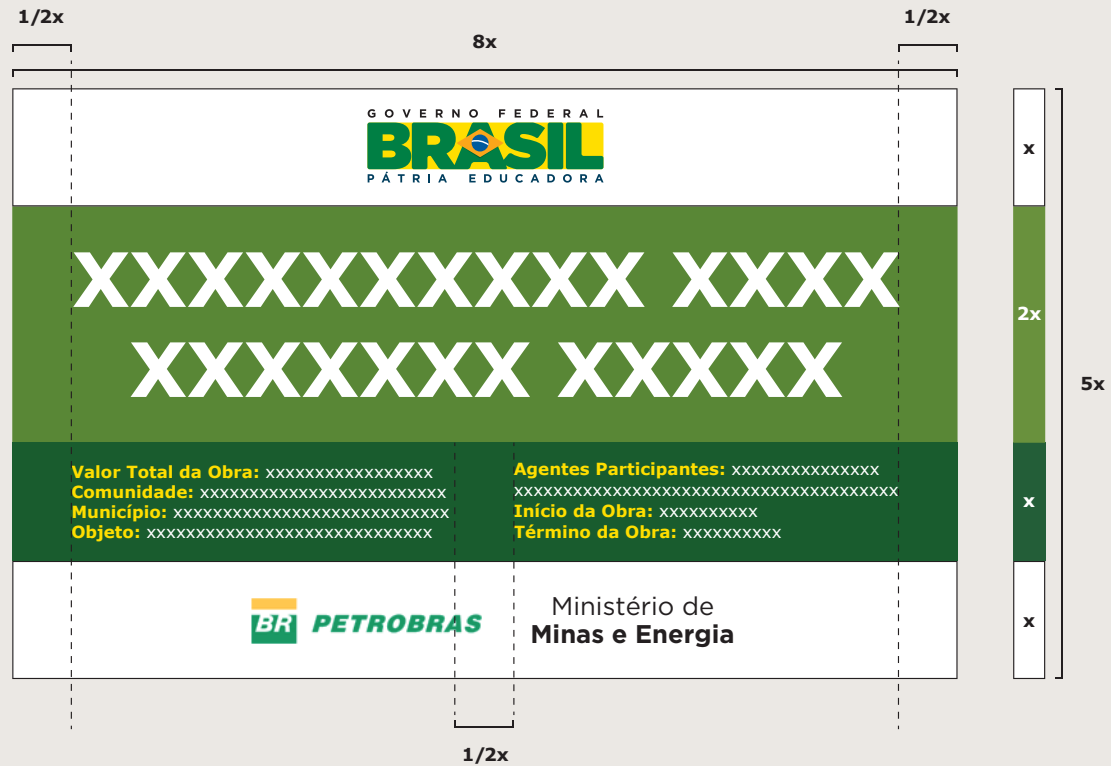 1/2x 1/2x
8x
GOVERNO FEDERAL
BRASIL
PÁTRIA EDUCADORA
x
XXXXXXXXXX XXXX
XXXXXXX XXXXX
2x
5x
Valor Total da Obra: xxxxxxxxxxxxxxxxx
Comunidade: xxxxxxxxxxxxxxxxxxxxxxxxx
Município: xxxxxxxxxxxxxxxxxxxxxxxxxxxx
Objeto: xxxxxxxxxxxxxxxxxxxxxxxxxxxxx
Agentes Participantes: xxxxxxxxxxxxxxx
xxxxxxxxxxxxxxxxxxxxxxxxxxxxxxxxxxxxxxx
Início da Obra: xxxxxxxxxx
Término da Obra: xxxxxxxxxx
x
BR PETROBRAS
Ministério de
Minas e Energia
x
1/2x